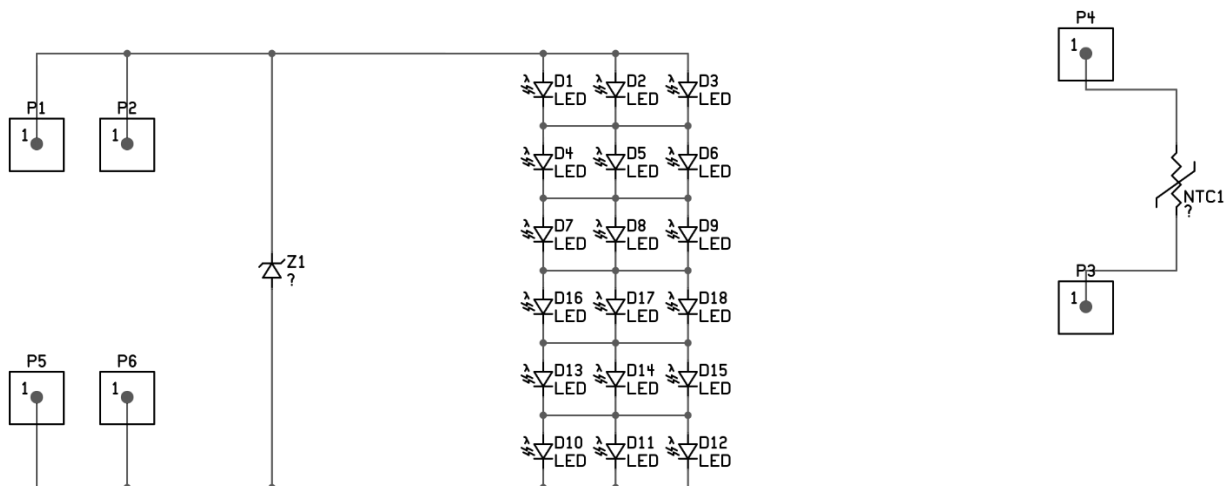 P4
1
D1
LED
D2
LED
D3
LED
P1
1
P2
1
D4
LED
D5
LED
D6
LED
NTC1
?
D7
LED
D8
LED
D9
LED
Z1
?
P3
1
D16
LED
D17
LED
D18
LED
P5
1
P6
1
D13
LED
D14
LED
D15
LED
D10
LED
D11
LED
D12
LED